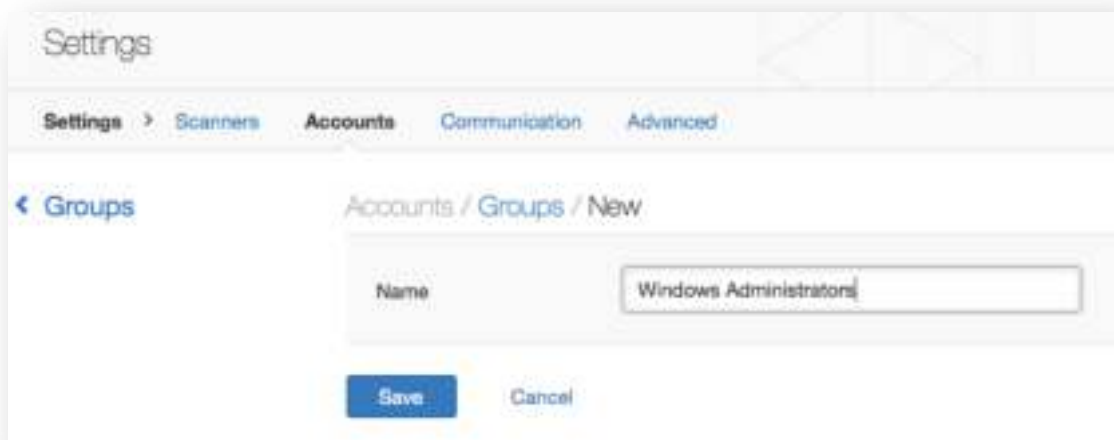 Settings
Settings > Scanners Accounts Communication Advanced
< Groups
Accounts / Groups / New
Name Windows Administrators
Save Cancel